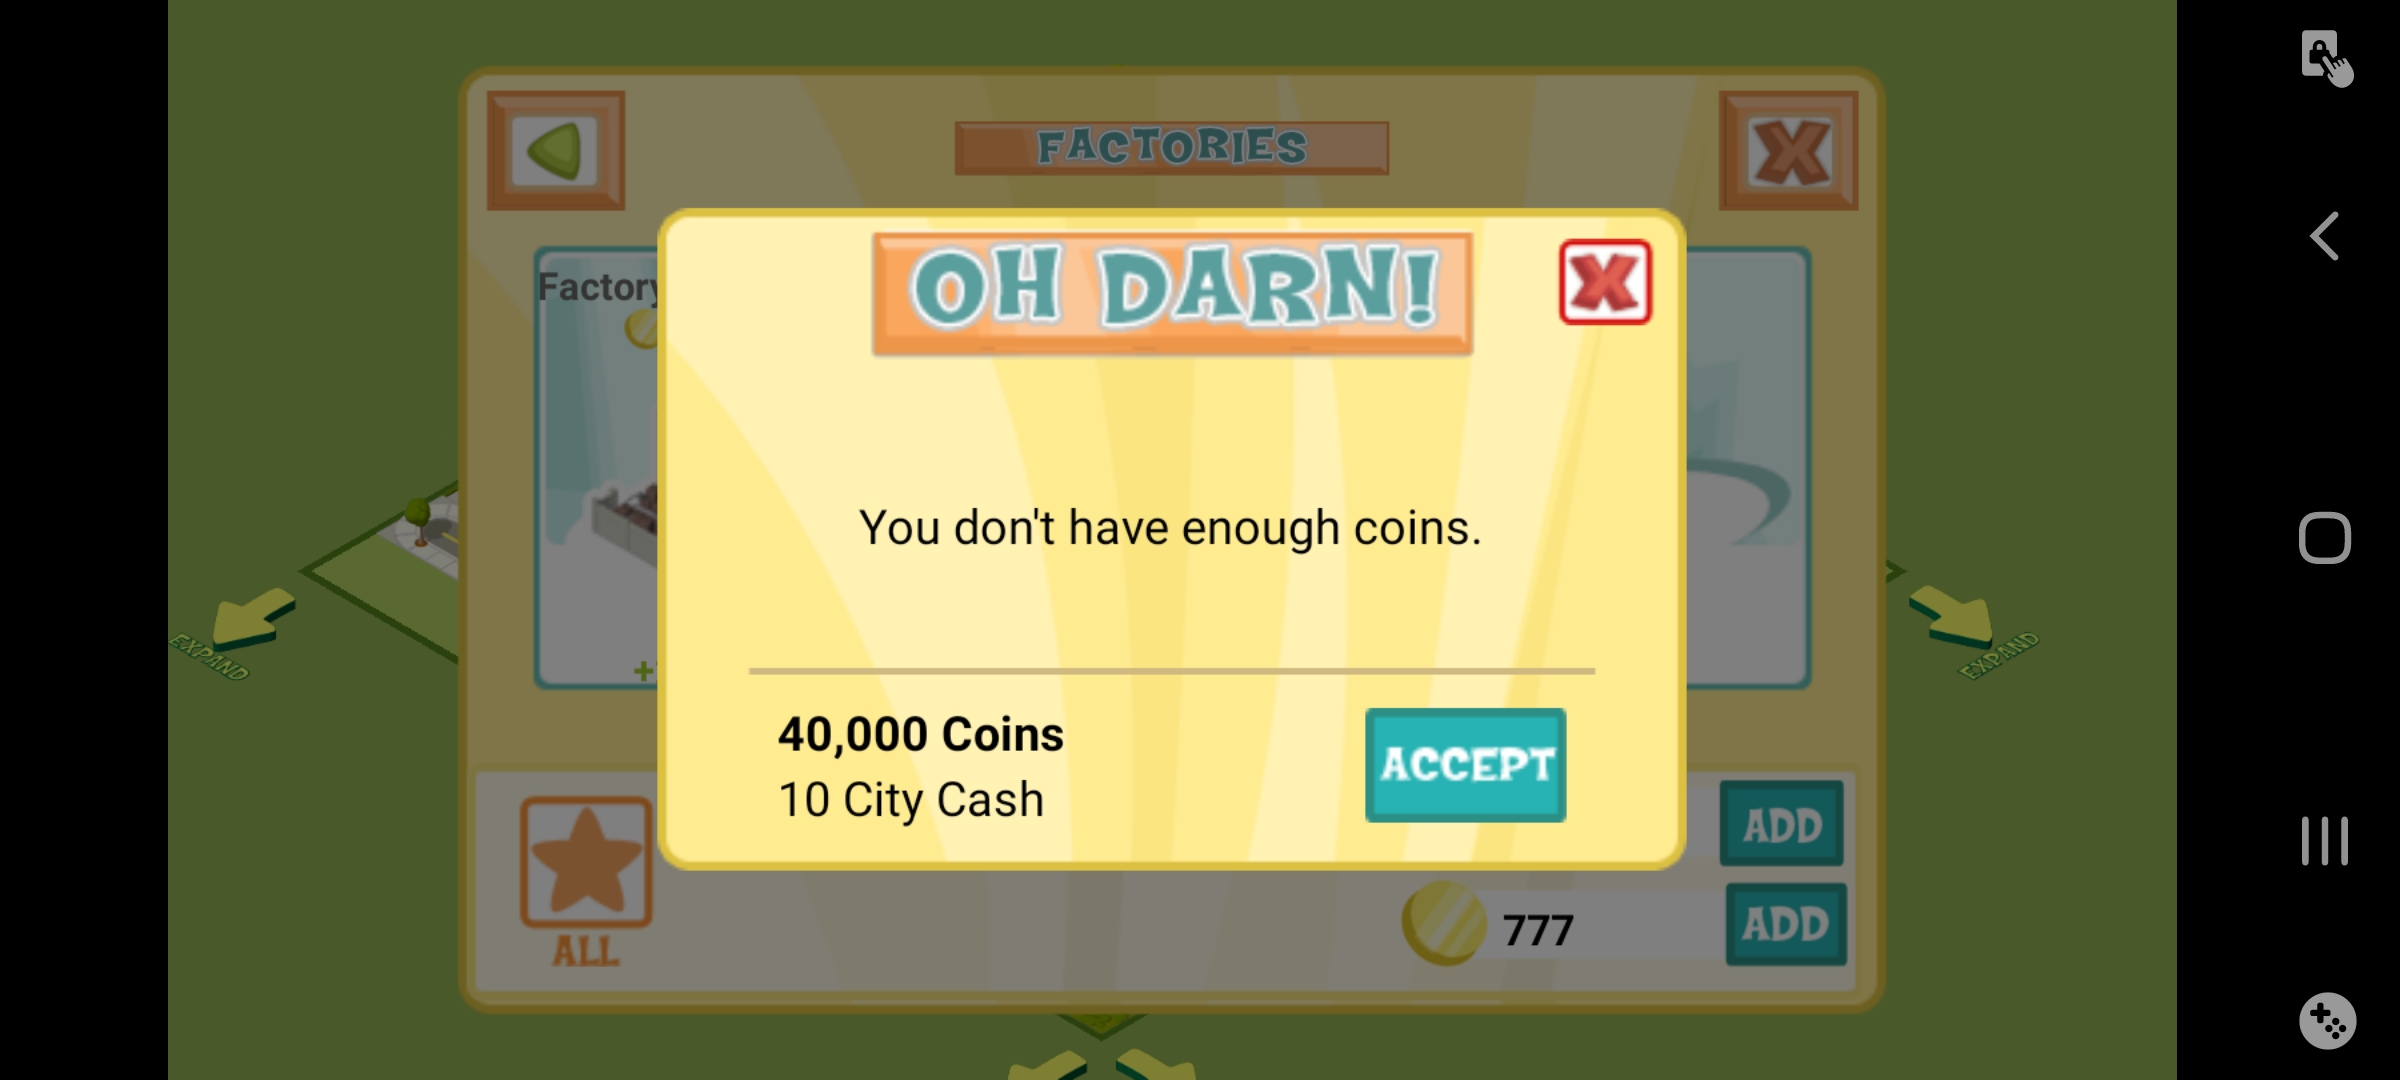 FACTORIES
OH DARN!
Factory
You don't have enough coins.
+
EXPAND
EXPAND
40,000 Coins
10 City Cash
ACCEPT
ADD
ALL
777
ADD